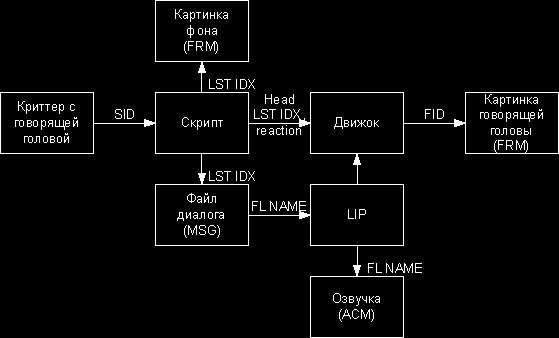 Картинка
фона
(FRM)
LST IDX
Криттер с
говорящей
головой
SID
Скрипт
Head
LST IDX
reaction
Движок
FID
Картинка
говорящей
головы
(FRM)
LST IDX
Файл
диалога
(MSG)
FL NAME
LIP
FL NAME
Озвучка
(ACM)